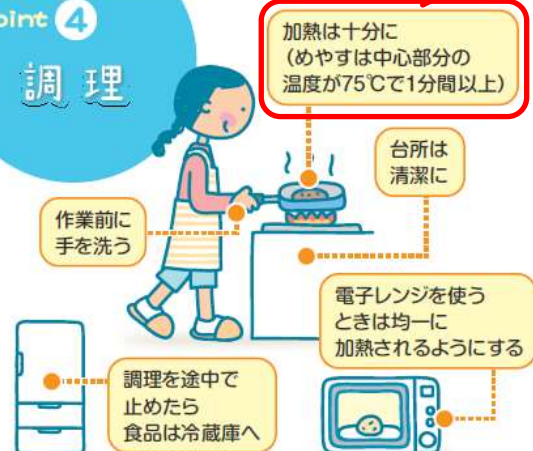 point 4
調理
加熱は十分に
(めやすは中心部分の
温度が75℃で1分間以上)
台所は
清潔に
作業前に
手を洗う
電子レンジを使う
ときは均一に
加熱されるようにする
調理を途中で
止めたら
食品は冷蔵庫へ